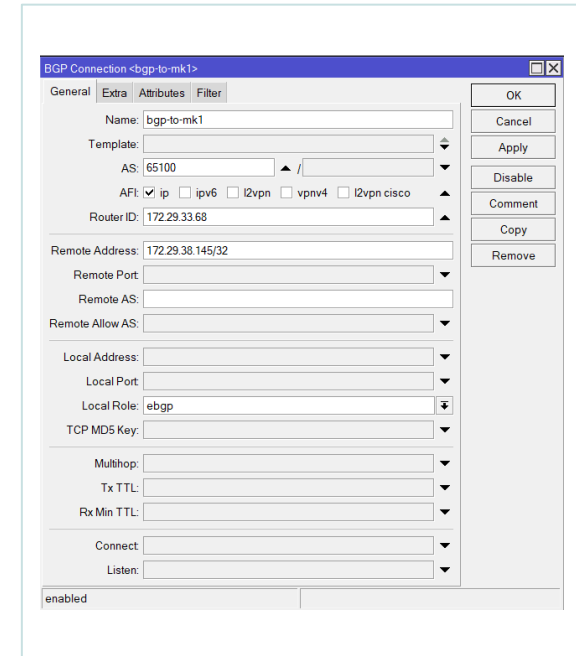 BGP Connection <bgp-to-mk1>
General Extra Attributes Filter
OK
Name: bgp-to-mk1
Cancel
Template:
Apply
AS: 65100 /
Disable
AFI: ip ipv6 l2vpn vpnv4 l2vpn cisco
Comment
Router ID: 172.29.33.68
Copy
Remote Address: 172.29.38.145/32
Remove
Remote Port:
Remote AS:
Remote Allow AS:
Local Address:
Local Port:
Local Role: ebgp
TCP MD5 Key:
Multihop:
Tx TTL:
Rx Min TTL:
Connect:
Listen:
enabled